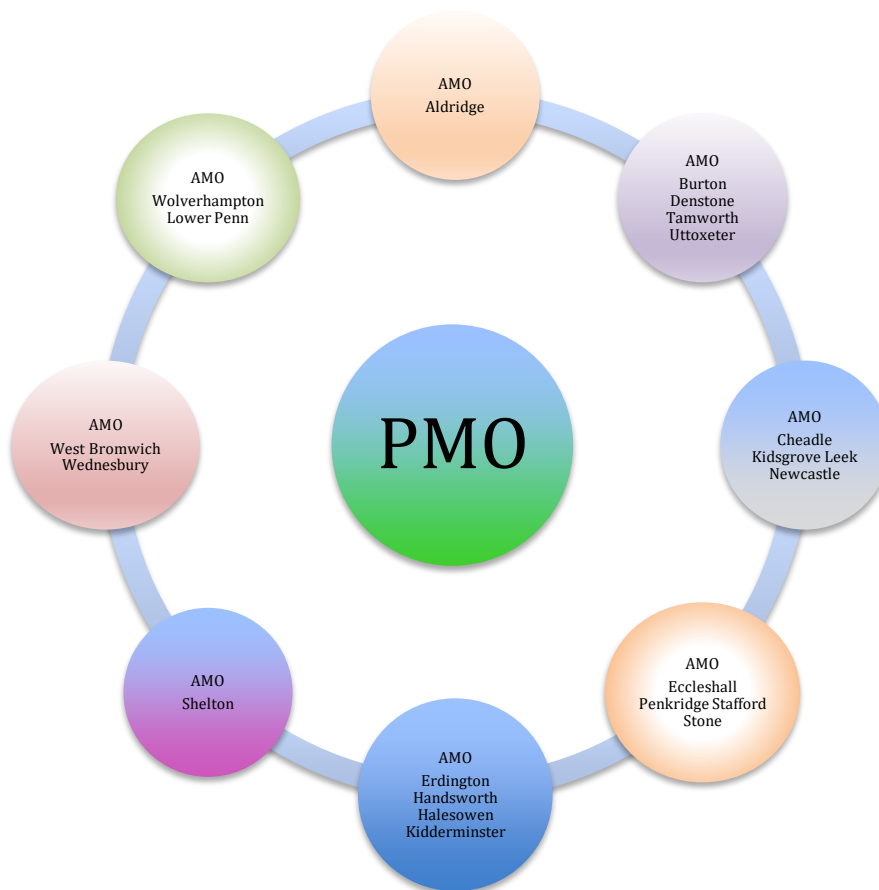 AMO
Aldridge
AMO
Burton
Denstone
Tamworth
Uttoxeter
AMO
Cheadle
Kidsgrove Leek
Newcastle
AMO
Eccleshall
Penkridge Stafford
Stone
AMO
Erdington
Handsworth
Halesowen
Kidderminster
AMO
Shelton
AMO
West Bromwich
Wednesbury
AMO
Wolverhampton
Lower Penn
PMO